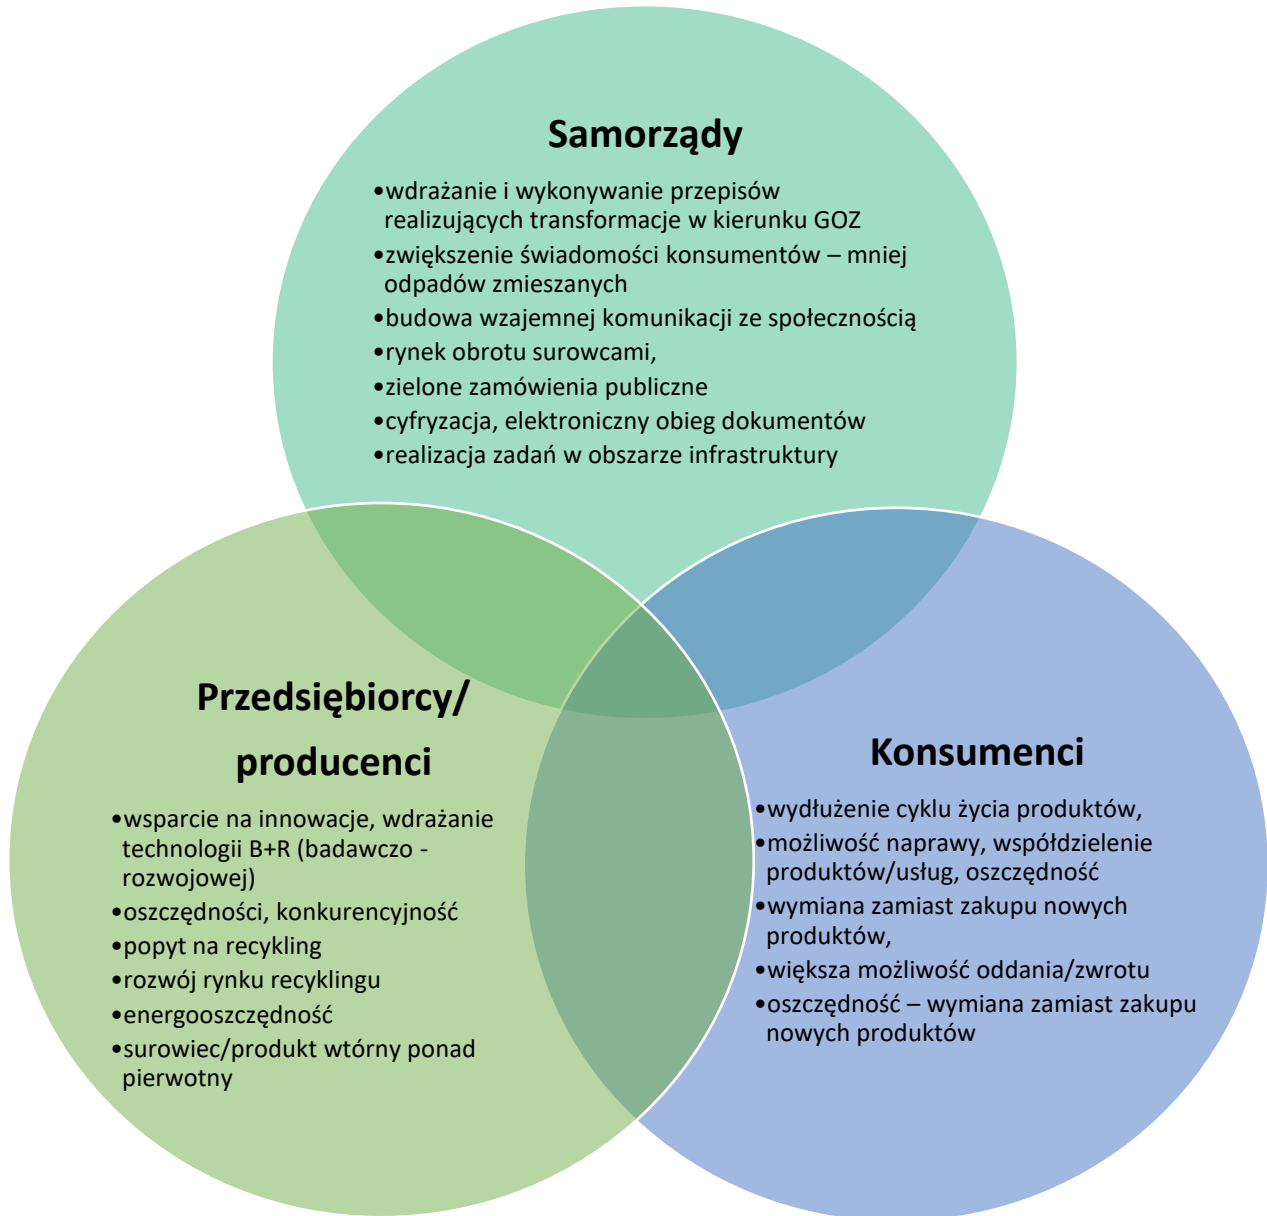 Samorządy
•wdrażanie i wykonywanie przepisów
realizujących transformacje w kierunku GOZ
•zwiększenie świadomości konsumentów – mniej
odpadów zmieszanych
•budowa wzajemnej komunikacji ze społecznością
•rynek obrotu surowcami,
•zielone zamówienia publiczne
•cyfryzacja, elektroniczny obieg dokumentów
•realizacja zadań w obszarze infrastruktury
Przedsiębiorcy/
producenci
•wsparcie na innowacje, wdrażanie
technologii B+R (badawczo -
rozwojowej)
•oszczędności, konkurencyjność
•popyt na recykling
•rozwój rynku recyklingu
•energooszczędność
•surowiec/produkt wtórny ponad
pierwotny
Konsumenci
•wydłużenie cyklu życia produktów,
•możliwość naprawy, współdzielenie
produktów/usług, oszczędność
•wymiana zamiast zakupu nowych
produktów,
•większa możliwość oddania/zwrotu
•oszczędność – wymiana zamiast zakupu
nowych produktów